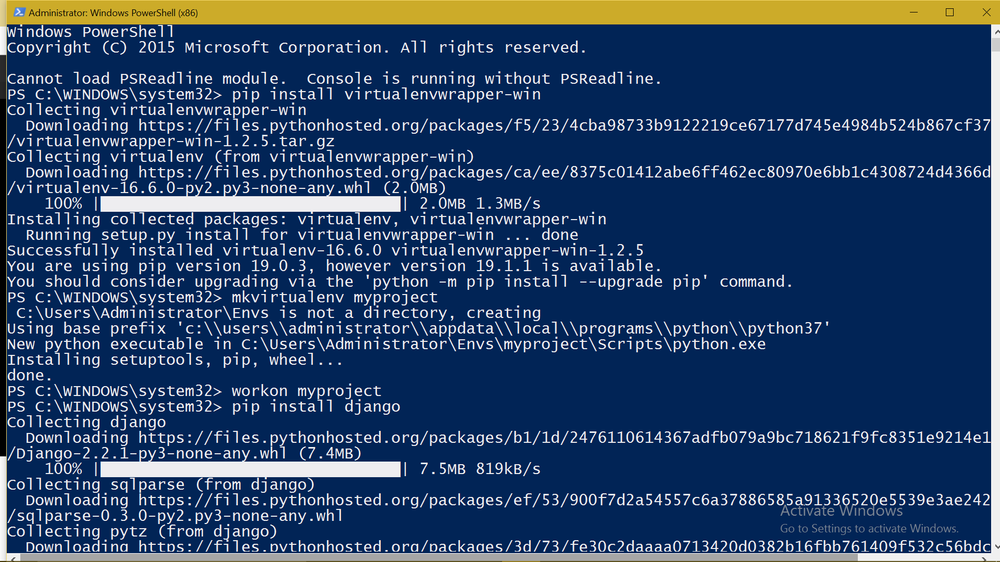 Administrator: Windows PowerShell (x86)
Windows PowerShell
Copyright (C) 2015 Microsoft Corporation. All rights reserved.
Cannot load PSReadline module.  Console is running without PSReadline.
PS C:\WINDOWS\system32> pip install virtualenvwrapper-win
Collecting virtualenvwrapper-win
  Downloading https://files.pythonhosted.org/packages/f5/23/4cba98733b9122219ce67177d745e4984b524b867cf37
/virtualenvwrapper-win-1.2.5.tar.gz
Collecting virtualenv (from virtualenvwrapper-win)
  Downloading https://files.pythonhosted.org/packages/ca/ee/8375c01412abe6ff462ec80970e6bb1c4308724d4366d
/virtualenv-16.6.0-py2.py3-none-any.whl (2.0MB)
    100% || 2.0MB 1.3MB/s
Installing collected packages: virtualenv, virtualenvwrapper-win
  Running setup.py install for virtualenvwrapper-win ... done
Successfully installed virtualenv-16.6.0 virtualenvwrapper-win-1.2.5
You are using pip version 19.0.3, however version 19.1.1 is available.
You should consider upgrading via the 'python -m pip install --upgrade pip' command.
PS C:\WINDOWS\system32> mkvirtualenv myproject
 C:\Users\Administrator\Envs is not a directory, creating
Using base prefix 'c:\\users\\administrator\\appdata\\local\\programs\\python\\python37'
New python executable in C:\Users\Administrator\Envs\myproject\Scripts\python.exe
Installing setuptools, pip, wheel...
done.
PS C:\WINDOWS\system32> workon myproject
PS C:\WINDOWS\system32> pip install django
Collecting django
  Downloading https://files.pythonhosted.org/packages/b1/1d/2476110614367adfb079a9bc718621f9fc8351e9214e1
/Django-2.2.1-py3-none-any.whl (7.4MB)
    100% || 7.5MB 819kB/s
Collecting sqlparse (from django)
  Downloading https://files.pythonhosted.org/packages/ef/53/900f7d2a54557c6a37886585a91336520e5539e3ae242
/sqlparse-0.3.0-py2.py3-none-any.whl
Collecting pytz (from django)
  Downloading https://files.pythonhosted.org/packages/3d/73/fe30c2daaaa0713420d0382b16fbb761409f532c56bdc
Activate Windows
Go to Settings to activate Windows.